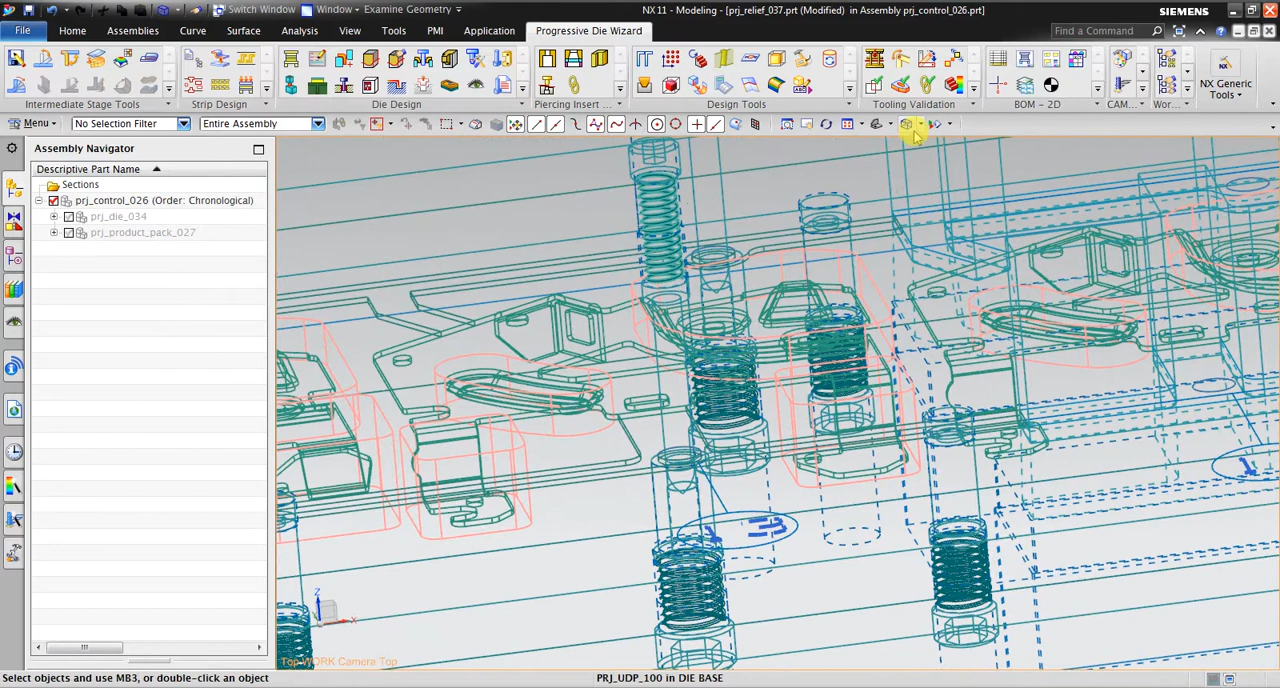 Switch Window
Window
Examine Geometry
NX 11 - Modeling - [prj_relief_037.prt (Modified)  in Assembly prj_control_026.prt]
SIEMENS
File
Home
Assemblies
Curve
Surface
Analysis
View
Tools
PMI
Application
Progressive Die Wizard
Find a Command
Intermediate Stage Tools
Strip Design
Die Design
Piercing Insert ...
Design Tools
Tooling Validation
BOM - 2D
CAM...
Wor...
NX Generic
Tools
Menu
No Selection Filter
Entire Assembly
Assembly Navigator
Descriptive Part Name
Sections
prj_control_026 (Order: Chronological)
prj_die_034
prj_product_pack_027
Z
X
Top WORK Camera Top
Select objects and use MB3, or double-click an object
PRJ_UDP_100 in DIE BASE